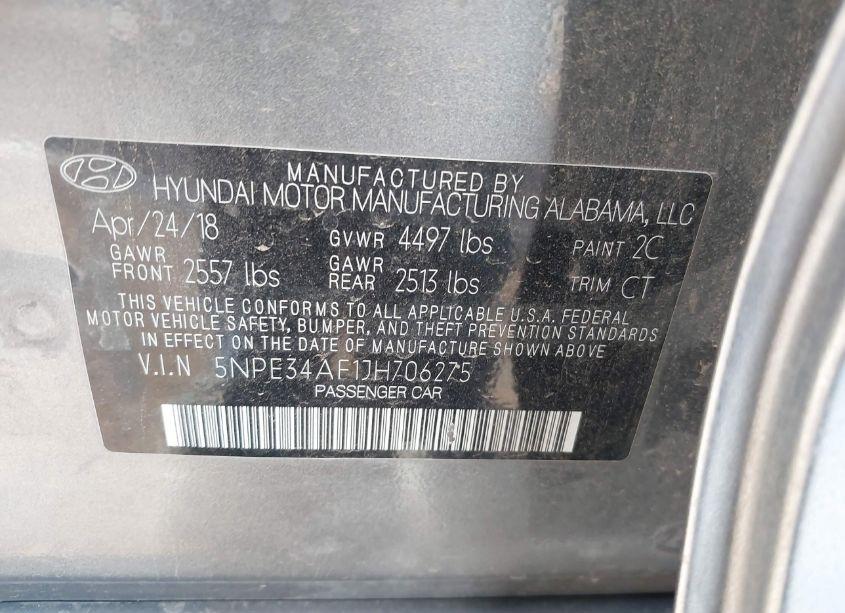 MANUFACTURED BY
HYUNDAI MOTOR MANUFACTURING ALABAMA, LLC
Apr/24/18 GVWR 4497 lbs PAINT 2C
GAWR FRONT 2557 lbs GAWR REAR 2513 lbs TRIM CT
THIS VEHICLE CONFORMS TO ALL APPLICABLE U.S.A. FEDERAL
MOTOR VEHICLE SAFETY, BUMPER, AND THEFT PREVENTION STANDARDS
IN EFFECT ON THE DATE OF MANUFACTURE SHOWN ABOVE.
V.I.N 5NPE34AF1JH706275
PASSENGER CAR